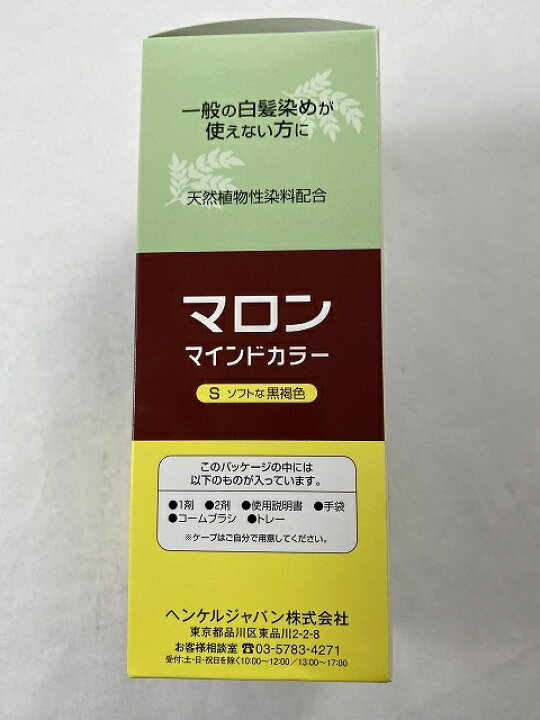 一般の白髪染めが
使えない方に
天然植物性染料配合
マロン
マインドカラー
S ソフトな黒褐色
このパッケージの中には
以下のものが入っています。
●1剤 ●2剤 ●使用説明書 ●手袋
●コームブラシ ●トレー
※ケープはご自分で用意してください。
ヘンケルジャパン株式会社
東京都品川区東品川2-2-8
お客様相談室 ☎03-5783-4271
受付:土・日・祝日を除く10:00〜12:00/13:00〜17:00